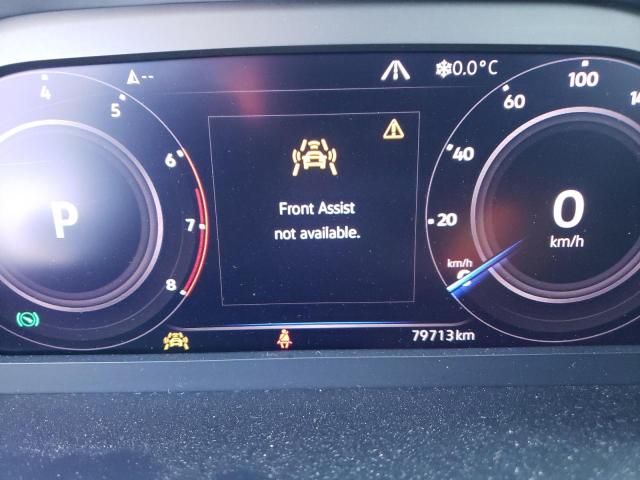 4
5
6
7
8
P
--
0.0°C
Front Assist
not available.
20
40
60
100
0
km/h
km/h
79713km